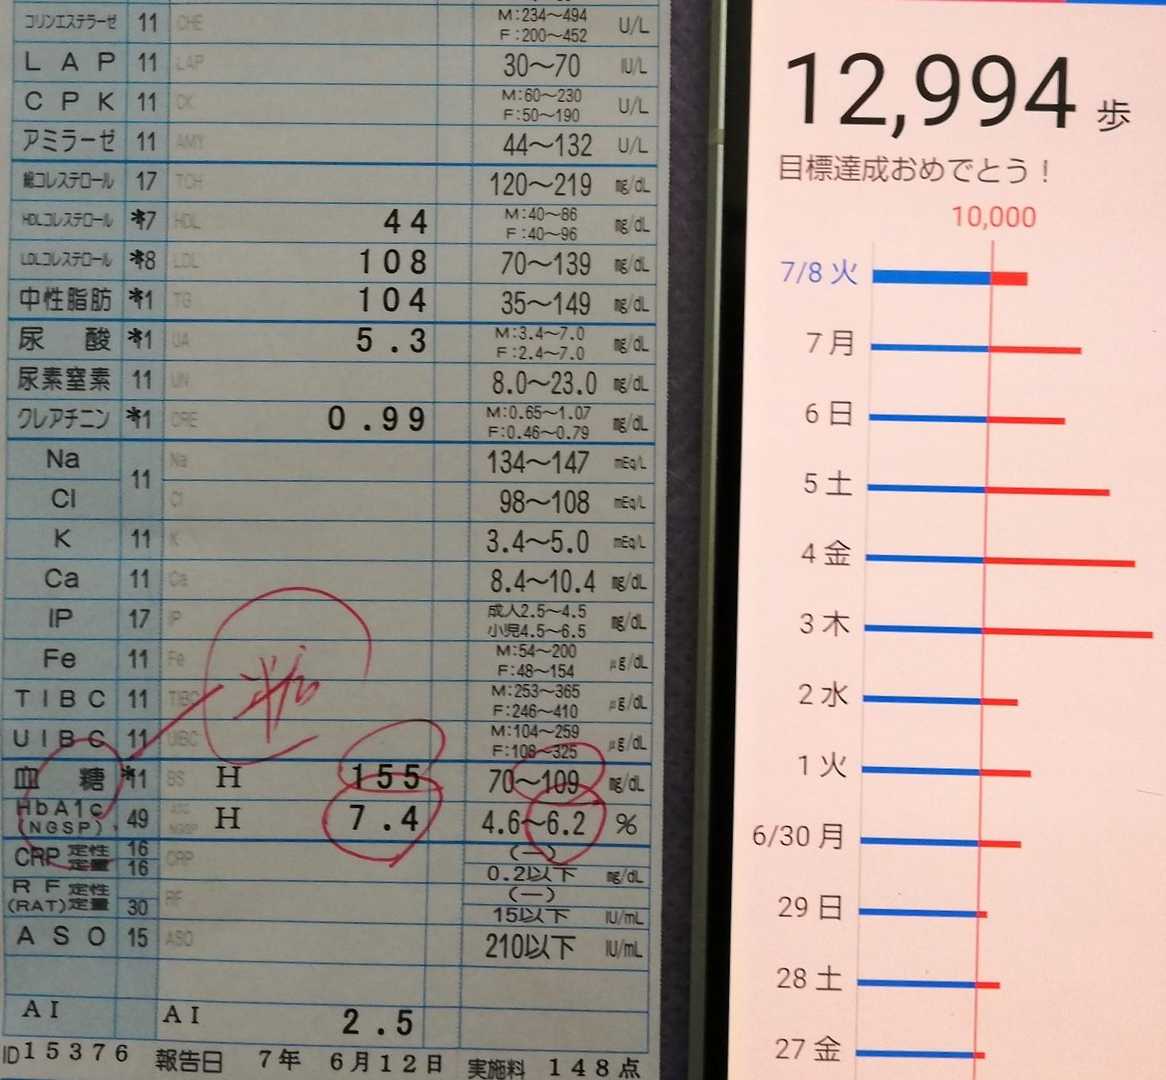 コリンエステラーゼ 11 CHE M:234〜494 F:200〜452 U/L
LAP 11 LAP 30〜70 IU/L
CPK 11 CK M:60〜230 F:50〜190 U/L
アミラーゼ 11 AMY 44〜132 U/L
総コレステロール 17 TCH 120〜219 mg/dL
HDLコレステロール *7 HDL 44 M:40〜86 F:40〜96 mg/dL
LDLコレステロール *8 LDL 108 70〜139 mg/dL
中性脂肪 *1 TG 104 35〜149 mg/dL
尿酸 *1 UA 5.3 M:3.4〜7.0 F:2.4〜7.0 mg/dL
尿素窒素 11 UN 8.0〜23.0 mg/dL
クレアチニン *1 CRE 0.99 M:0.65〜1.07 F:0.46〜0.79 mg/dL
Na 11 Na 134〜147 mEq/L
Cl Cl 98〜108 mEq/L
K 11 K 3.4〜5.0 mEq/L
Ca 11 Ca 8.4〜10.4 mg/dL
IP 17 IP 成人2.5〜4.5 小児4.5〜6.5 mg/dL
Fe 11 Fe M:54〜200 F:48〜154 μg/dL
TIBC 11 TIBC M:253〜365 F:246〜410 μg/dL
UIBC 11 UIBC M:104〜259 F:108〜325 μg/dL
血糖 *11 BS H 155 70〜109 mg/dL
HbA1c (NGSP) 49 NGSP H 7.4 4.6〜6.2 %
CRP 定性 16 CRP (−)
定量 16 0.2以下 mg/dL
RF 定性 RF (−)
(RAT) 定量 30 15以下 IU/mL
ASO 15 ASO 210以下 IU/mL
AI AI 2.5
ID 15376 報告日 7年 6月12日 実施料 148点
12,994 歩
目標達成おめでとう！
10,000
7/8 火
7 月
6 日
5 土
4 金
3 木
2 水
1 火
6/30 月
29 日
28 土
27 金